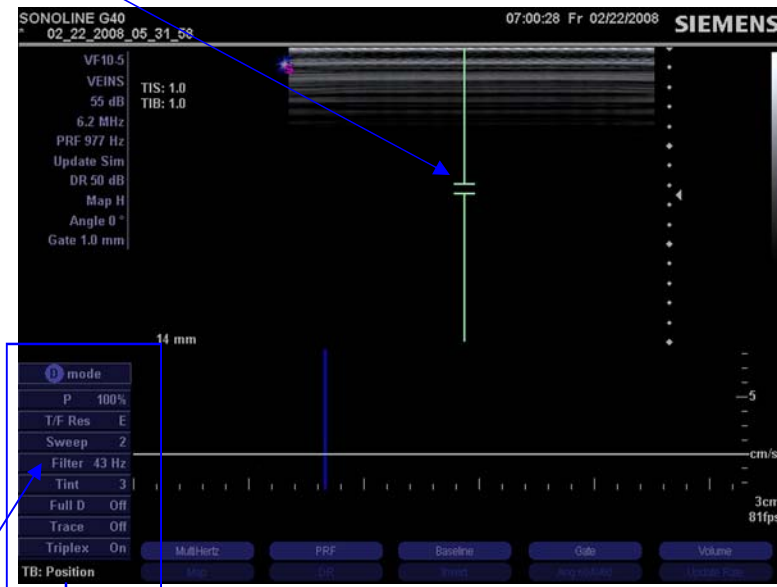 SONOLINE G40
07:00:28 Fr 02/22/2008
SIEMENS
* 02_22_2008_05_31_58
VF10-5
VEINS
55 dB
6.2 MHz
PRF 977 Hz
Update Sim
DR 50 dB
Map H
Angle 0 °
Gate 1.0 mm
TIS: 1.0
TIB: 1.0
14 mm
D mode
P 100%
T/F Res E
Sweep 2
Filter 43 Hz
Tint 3
Full D Off
Trace Off
Triplex On
TB: Position
5
cm/s
3cm
81fps
MultiHertz PRF Baseline Gate Volume
Map DR Invert Update Rate